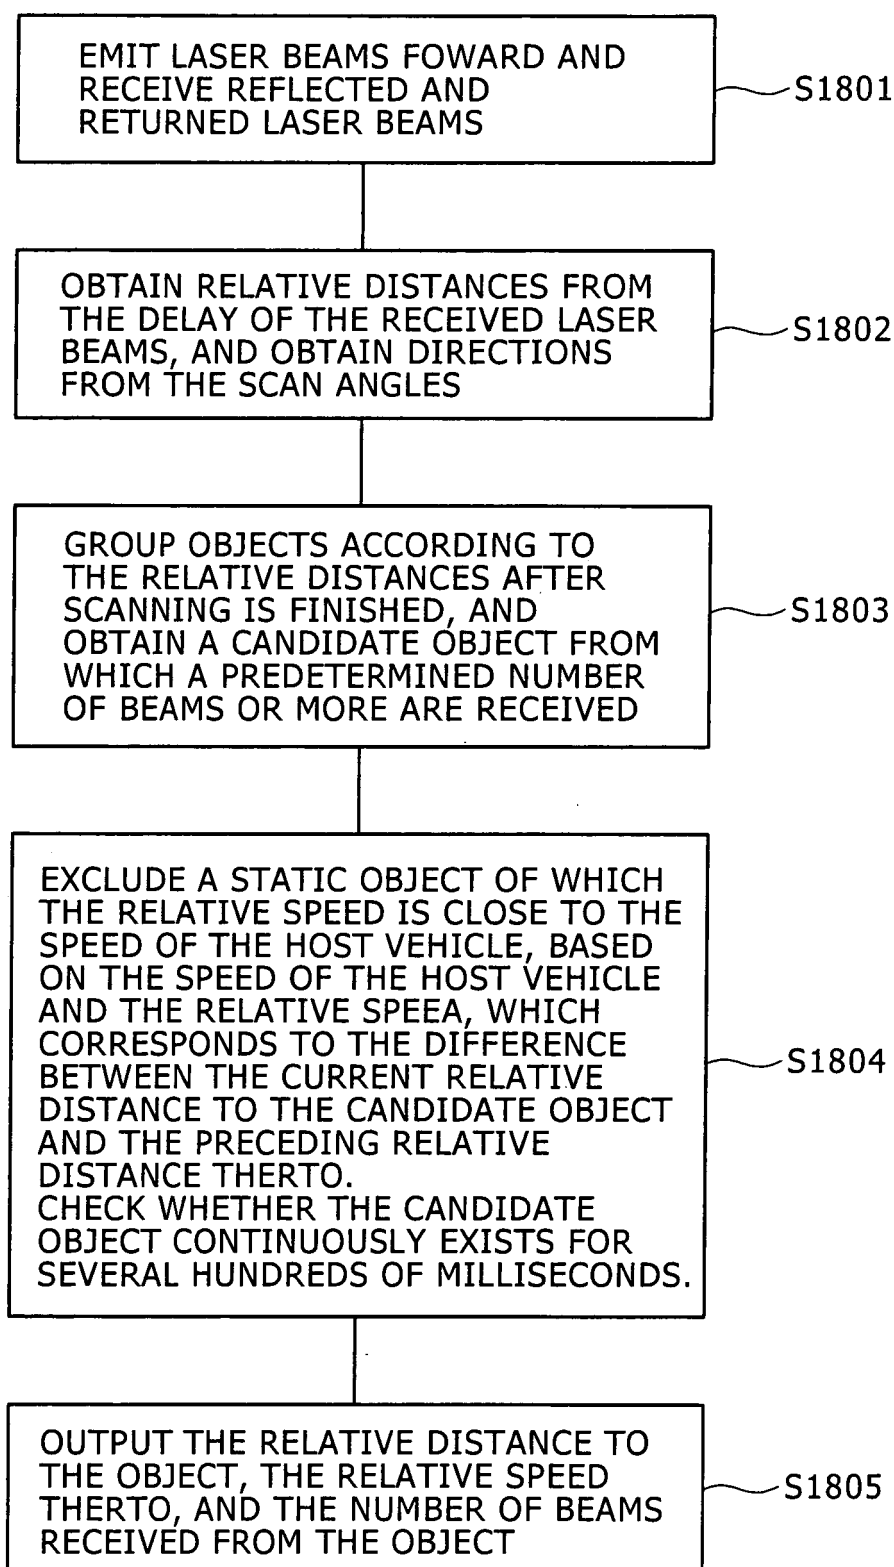 EMIT LASER BEAMS FOWARD AND
RECEIVE REFLECTED AND
RETURNED LASER BEAMS
S1801
OBTAIN RELATIVE DISTANCES FROM
THE DELAY OF THE RECEIVED LASER
BEAMS, AND OBTAIN DIRECTIONS
FROM THE SCAN ANGLES
S1802
GROUP OBJECTS ACCORDING TO
THE RELATIVE DISTANCES AFTER
SCANNING IS FINISHED, AND
OBTAIN A CANDIDATE OBJECT FROM
WHICH A PREDETERMINED NUMBER
OF BEAMS OR MORE ARE RECEIVED
S1803
EXCLUDE A STATIC OBJECT OF WHICH
THE RELATIVE SPEED IS CLOSE TO THE
SPEED OF THE HOST VEHICLE, BASED
ON THE SPEED OF THE HOST VEHICLE
AND THE RELATIVE SPEEA, WHICH
CORRESPONDS TO THE DIFFERENCE
BETWEEN THE CURRENT RELATIVE
DISTANCE TO THE CANDIDATE OBJECT
AND THE PRECEDING RELATIVE
DISTANCE THERTO.
CHECK WHETHER THE CANDIDATE
OBJECT CONTINUOUSLY EXISTS FOR
SEVERAL HUNDREDS OF MILLISECONDS.
S1804
OUTPUT THE RELATIVE DISTANCE TO
THE OBJECT, THE RELATIVE SPEED
THERTO, AND THE NUMBER OF BEAMS
RECEIVED FROM THE OBJECT
S1805